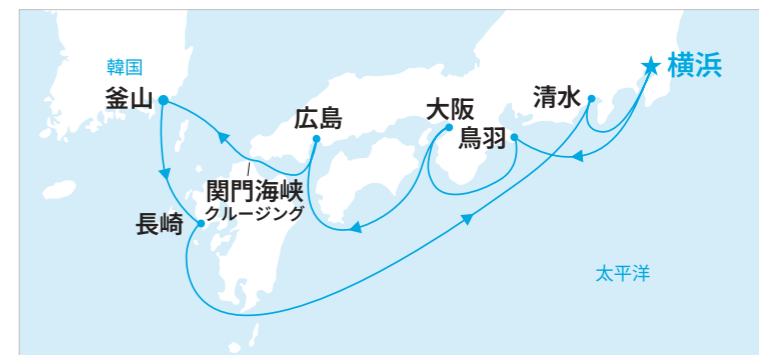 韓国
釜山
広島
大阪
鳥羽
清水
横浜
関門海峡
クルージング
長崎
太平洋